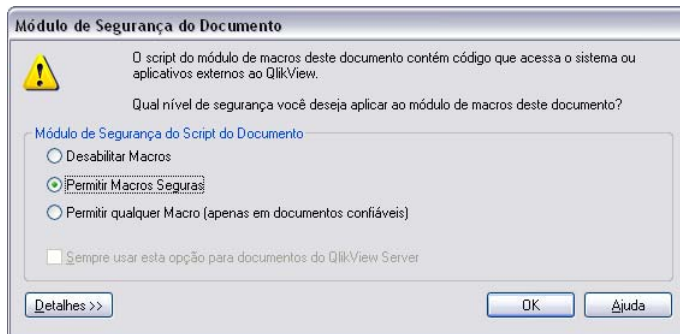 Módulo de Segurança do Documento
O script do módulo de macros deste documento contém código que acessa o sistema ou
aplicativos externos ao QlikView.
Qual nível de segurança você deseja aplicar ao módulo de macros deste documento?
Módulo de Segurança do Script do Documento
Desabilitar Macros
Permitir Macros Seguras
Permitir qualquer Macro (apenas em documentos confiáveis)
Sempre usar esta opção para documentos do QlikView Server
Detalhes >>
OK
Ajuda